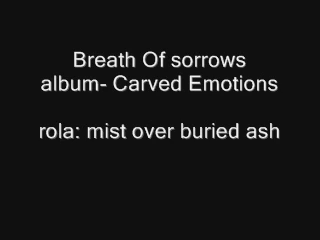 Breath Of sorrows
album- Carved Emotions
rola: mist over buried ash